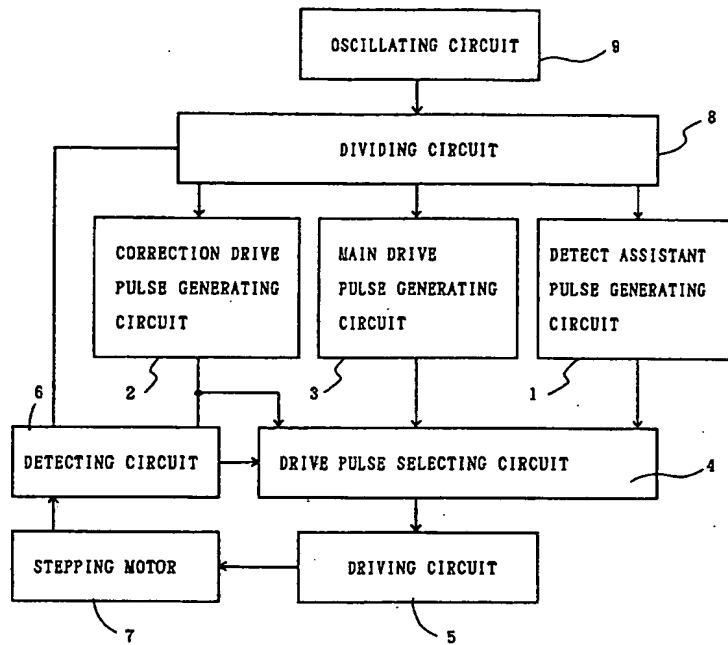 OSCILLATING CIRCUIT
9
8
DIVIDING CIRCUIT
CORRECTION DRIVE
PULSE GENERATING
CIRCUIT
MAIN DRIVE
PULSE GENERATING
CIRCUIT
DETECT ASSISTANT
PULSE GENERATING
CIRCUIT
6
2
3
1
DETECTING CIRCUIT
DRIVE PULSE SELECTING CIRCUIT
4
STEPPING MOTOR
DRIVING CIRCUIT
7
5